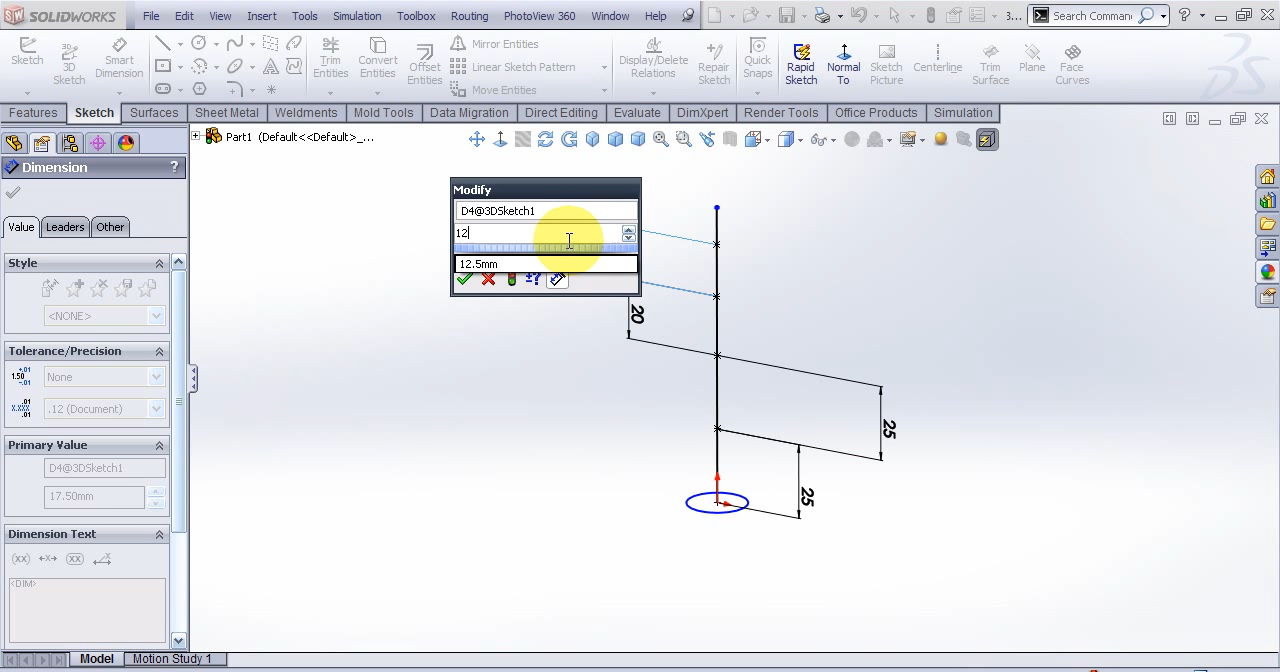 SOLIDWORKS
File Edit View Insert Tools Simulation Toolbox Routing PhotoView 360 Window Help
3... Search Comman
Sketch
3D Sketch
Smart Dimension
Trim Entities
Convert Entities
Offset Entities
Mirror Entities
Linear Sketch Pattern
Move Entities
Display/Delete Relations
Repair Sketch
Quick Snaps
Rapid Sketch
Normal To
Sketch Picture
Centerline
Trim Surface
Plane
Face Curves
Features Sketch Surfaces Sheet Metal Weldments Mold Tools Data Migration Direct Editing Evaluate DimXpert Render Tools Office Products Simulation
Part1 (Default<<Default>_...
Dimension ?
Value Leaders Other
Style
<NONE>
Tolerance/Precision
None
.12 (Document)
Primary Value
D4@3DSketch1
17.50mm
Dimension Text
<DIM>
Modify
D4@3DSketch1
12
12.5mm
20
25
25
Model Motion Study 1